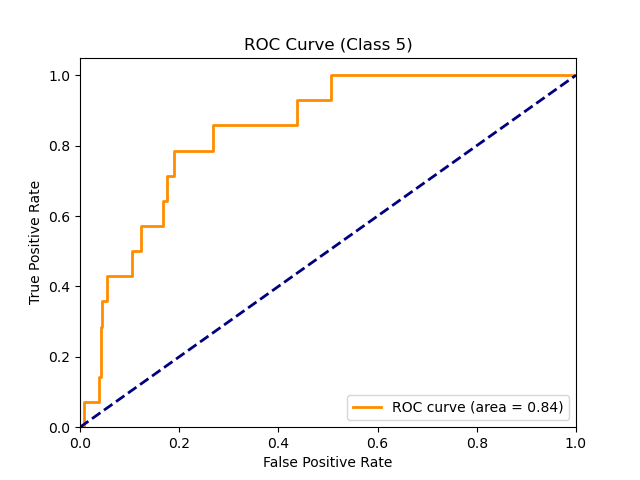 ROC Curve (Class 5)
1.0
0.8
0.6
0.4
0.2
0.0
True Positive Rate
ROC curve (area = 0.84)
0.0 0.2 0.4 0.6 0.8 1.0
False Positive Rate